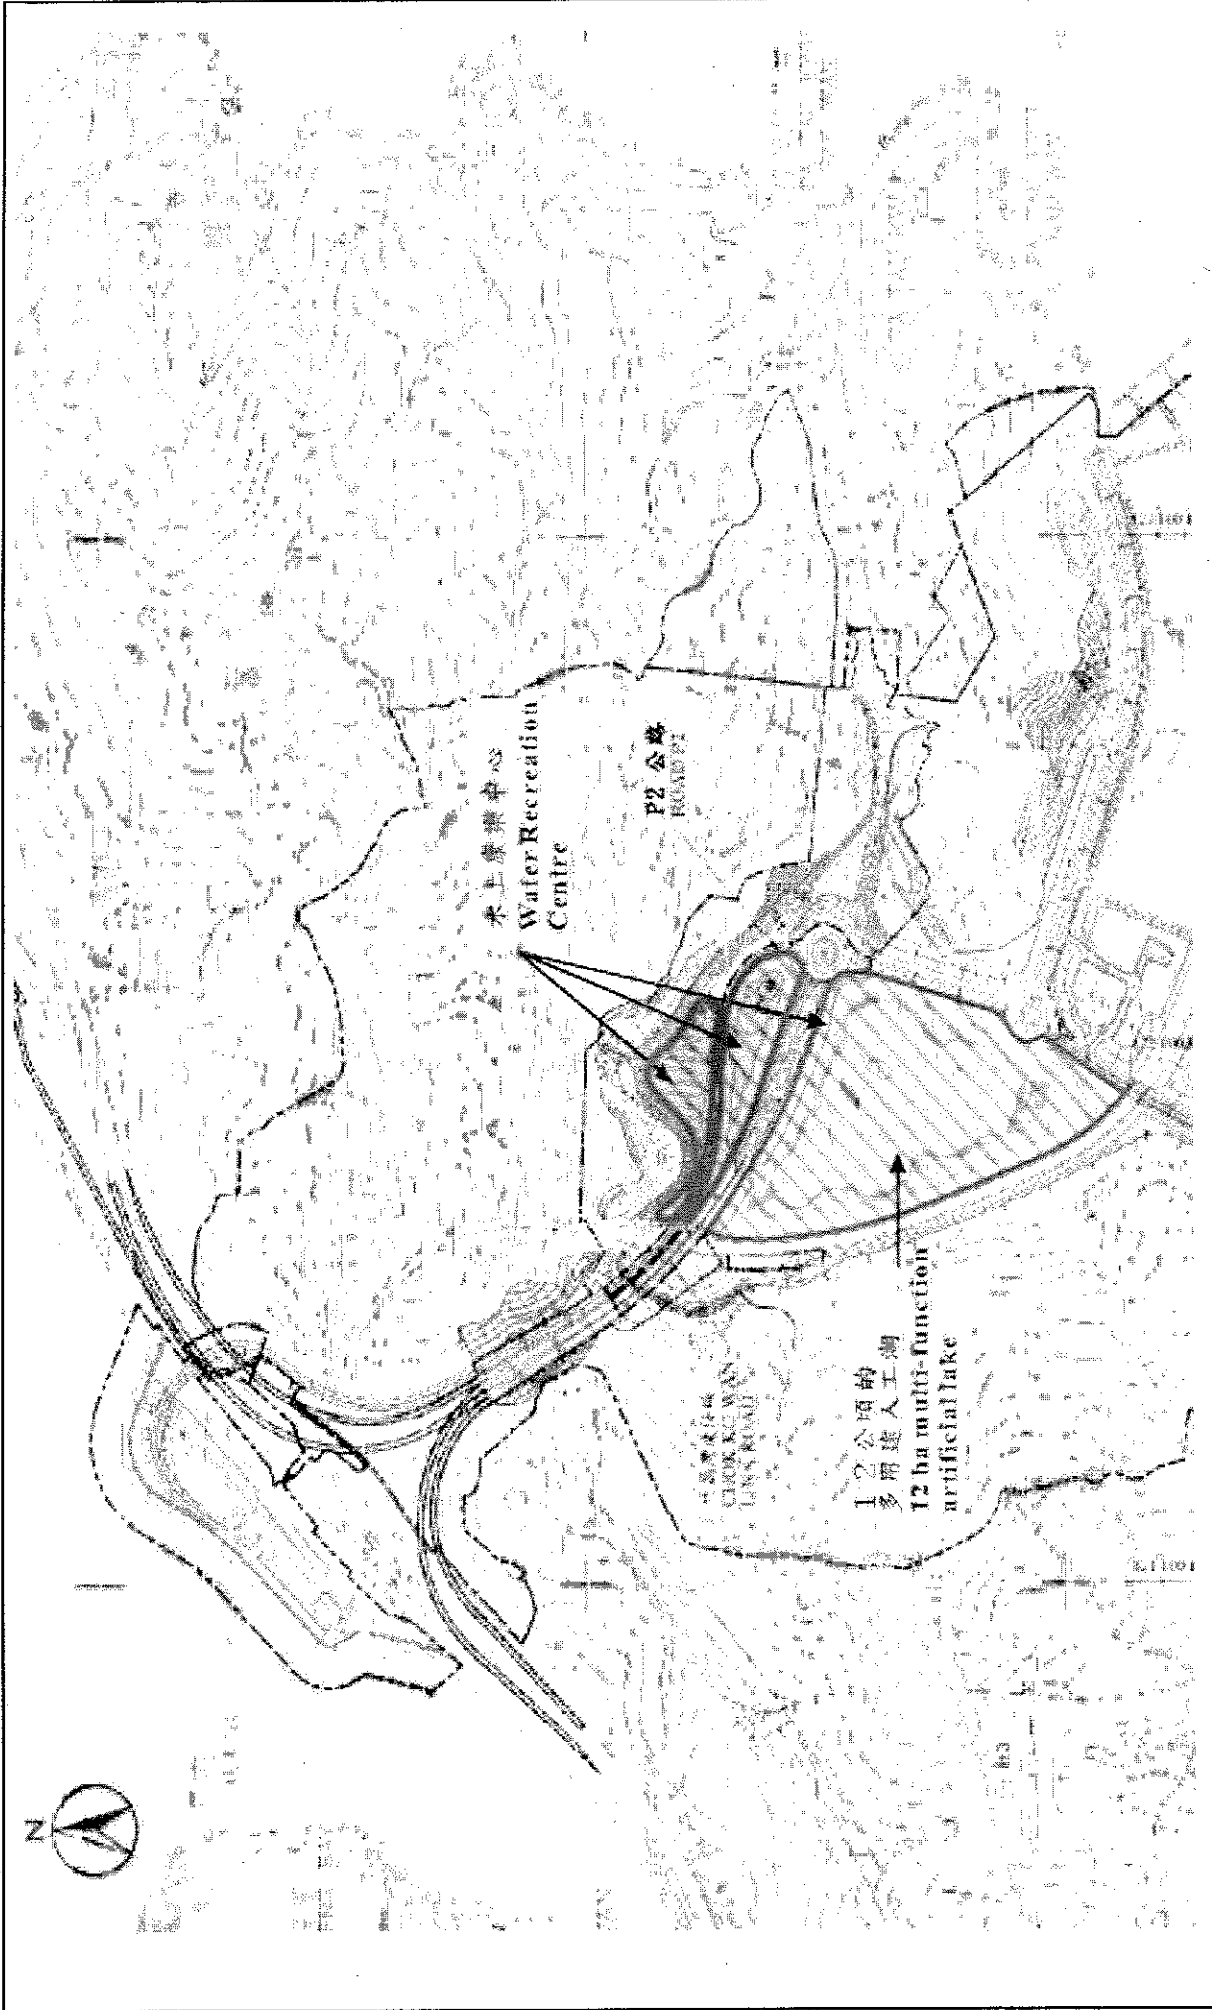 N
水上康樂中心
Water Recreation
Centre
P2 公路
ROAD P2
CHOK KO WAN
LINK ROAD
12公頃的
多用途人工湖
12 ha multi-function
artificial lake